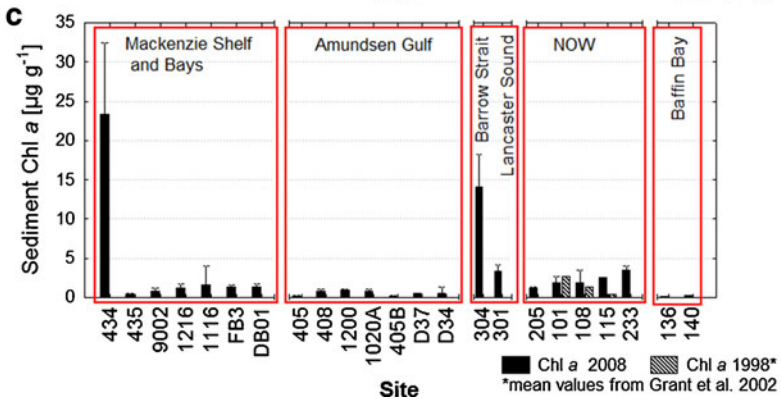 c
Sediment Chl a [µg g⁻¹]
35
30
25
20
15
10
5
0
Mackenzie Shelf
and Bays
Amundsen Gulf
Barrow Strait
Lancaster Sound
NOW
Baffin Bay
434
435
9002
1216
1116
FB3
DB01
405
408
1200
1020A
405B
D37
D34
304
301
205
101
108
115
233
136
140
Site
Chl a 2008
Chl a 1998*
*mean values from Grant et al. 2002